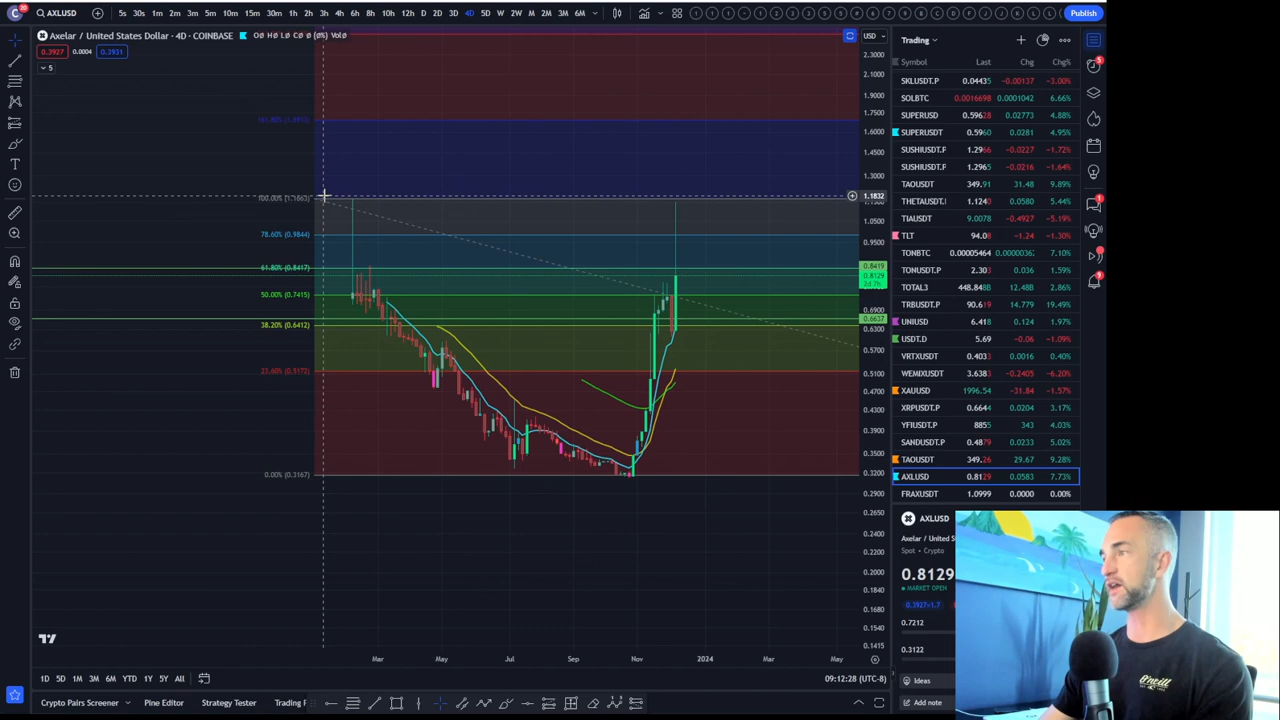 20
AXLUSD
5s 30s 1m 2m 3m 5m 10m 15m 30m 1h 2h 3h 4h 6h 8h 10h 12h D 2D 3D 4D 5D W 2W M 2M 3M 6M
Publish
Axelar / United States Dollar · 4D · COINBASE O∅ H∅ L∅ C∅ ∅ (∅%) Vol∅
0.3927 0.0004 0.3931
5
USD
2.3000
2.1000
1.9000
1.7500
1.6000
1.4500
1.3000
1.1832
1.0500
0.9500
0.8419
0.8129
2d 7h
0.6900
0.6637
0.6300
0.5700
0.5100
0.4700
0.4300
0.3900
0.3500
0.3200
0.2900
0.2650
0.2420
0.2200
0.2000
0.1840
0.1680
0.1540
0.1415
100.00% (1.1663)
78.60% (0.9844)
61.80% (0.8417)
50.00% (0.7415)
38.20% (0.6412)
23.60% (0.5172)
0.00% (0.3167)
Mar May Jul Sep Nov 2024 Mar May
1D 5D 1M 3M 6M YTD 1Y 5Y All
09:12:28 (UTC-8)
Crypto Pairs Screener Pine Editor Strategy Tester Trading P
Trading
Symbol Last Chg Chg%
SKLUSDT.P 0.04435 −0.00137 −3.00%
SOLBTC 0.0016698 0.0001042 6.66%
SUPERUSD 0.59628 0.02773 4.88%
SUPERUSDT 0.5960 0.0281 4.95%
SUSHIUSDT.P 1.2966 −0.0227 −1.72%
SUSHIUSDT.P 1.2965 −0.0216 −1.64%
TAOUSDT 349.91 31.48 9.89%
THETAUSDT.I 1.1240 0.0580 5.44%
TIAUSDT 9.0078 −0.4927 −5.19%
TLT 94.08 −1.24 −1.30%
TONBTC 0.00005464 0.00000362 7.10%
TONUSDT.P 2.303 0.036 1.59%
TOTAL3 448.848B 12.48B 2.86%
TRBUSDT.P 90.619 14.779 19.49%
UNIUSD 6.418 0.124 1.97%
USDT.D 5.69 −0.06 −1.09%
VRTXUSDT 0.4033 0.0016 0.40%
WEMIXUSDT 3.6383 −0.2405 −6.20%
XAUUSD 1996.54 −31.84 −1.57%
XRPUSDT.P 0.6644 0.0204 3.17%
YFIUSDT.P 8855 343 4.03%
SANDUSDT.P 0.4879 0.0233 5.02%
TAOUSDT 349.26 29.67 9.28%
AXLUSD 0.8129 0.0583 7.73%
FRAXUSDT 1.0999 0.0000 0.00%
AXLUSD
Axelar / United S
Spot • Crypto
0.8129
MARKET OPEN
0.3927×1.7
0.7212
0.3122
Ideas
Add note
O'Neill